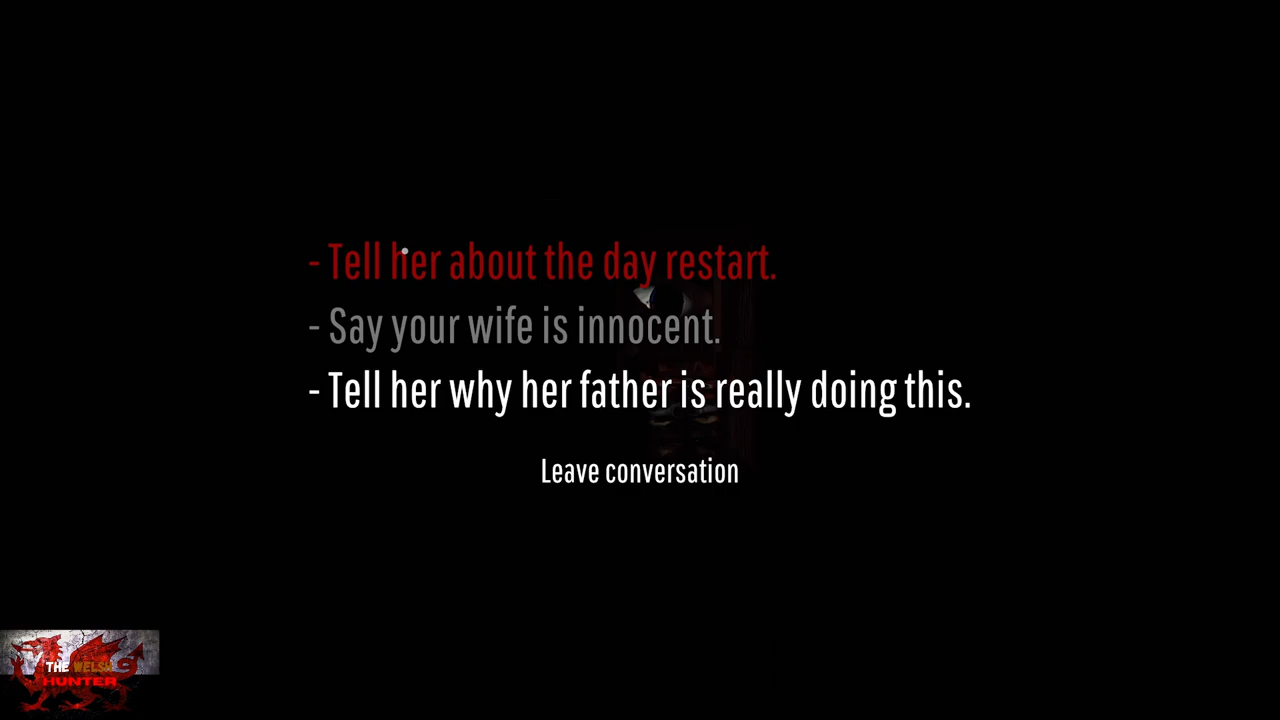 - Tell her about the day restart.
- Say your wife is innocent.
- Tell her why her father is really doing this.
Leave conversation
THE WELSH
HUNTER